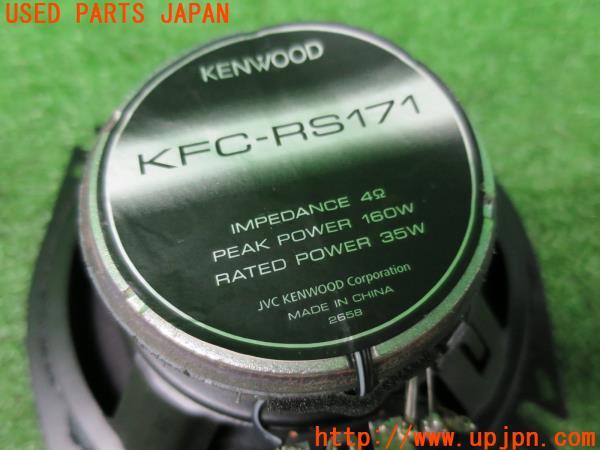 USED PARTS JAPAN
KENWOOD
KFC-RS171
IMPEDANCE 4Ω
PEAK POWER 160W
RATED POWER 35W
JVC KENWOOD Corporation
MADE IN CHINA
2658
http://www.upjpn.com